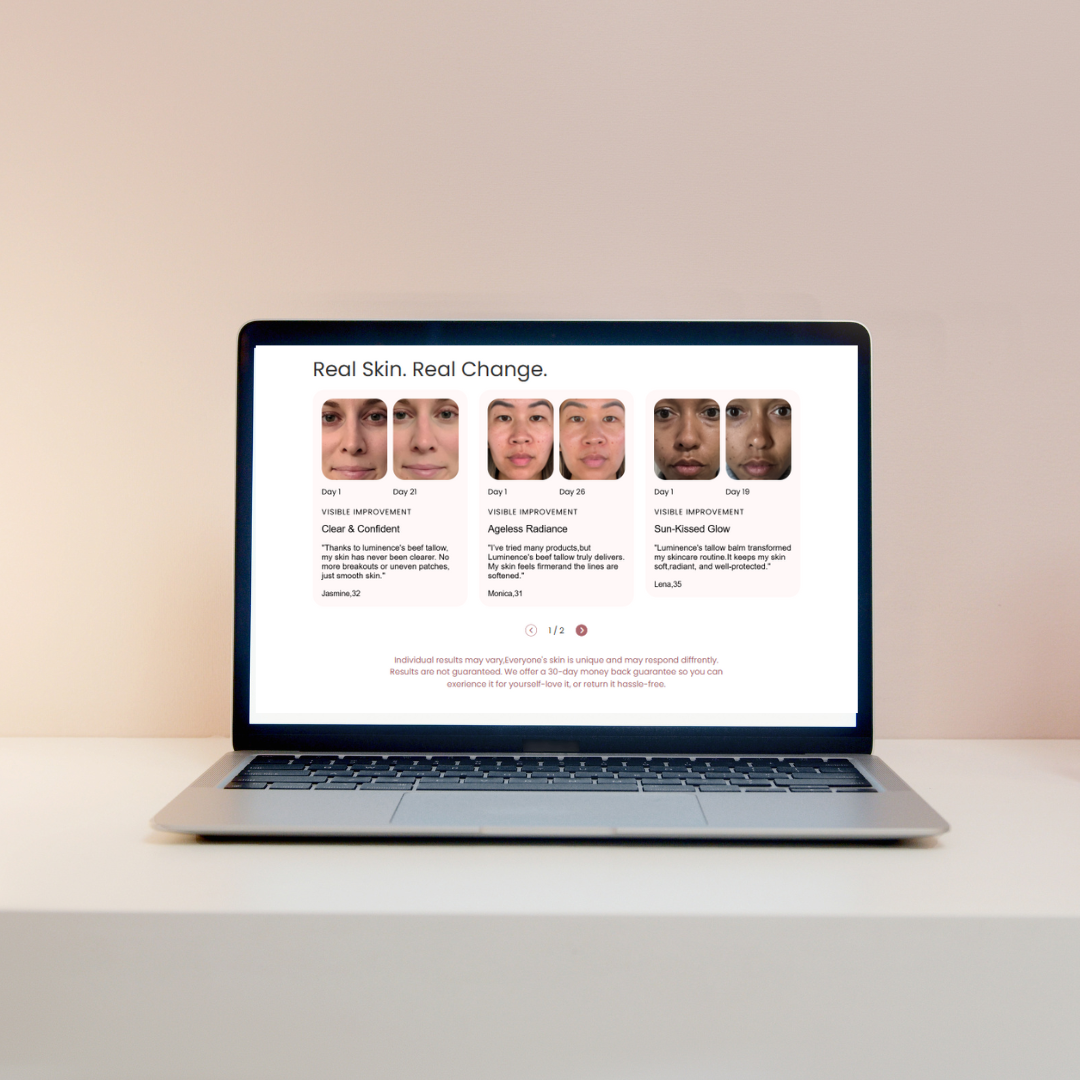 Real Skin. Real Change.
Day 1
Day 21
VISIBLE IMPROVEMENT
Clear & Confident
"Thanks to luminence's beef tallow,
my skin has never been clearer. No
more breakouts or uneven patches,
just smooth skin."
Jasmine,32
Day 1
Day 26
VISIBLE IMPROVEMENT
Ageless Radiance
"I've tried many products,but
Luminence's beef tallow truly delivers.
My skin feels firmerand the lines are
softened."
Monica,31
Day 1
Day 19
VISIBLE IMPROVEMENT
Sun-Kissed Glow
"Luminence's tallow balm transformed
my skincare routine.It keeps my skin
soft,radiant, and well-protected."
Lena,35
1 / 2
Individual results may vary,Everyone's skin is unique and may respond diffrently.
Results are not guaranteed. We offer a 30-day money back guarantee so you can
exerience it for yourself-love it, or return it hassle-free.